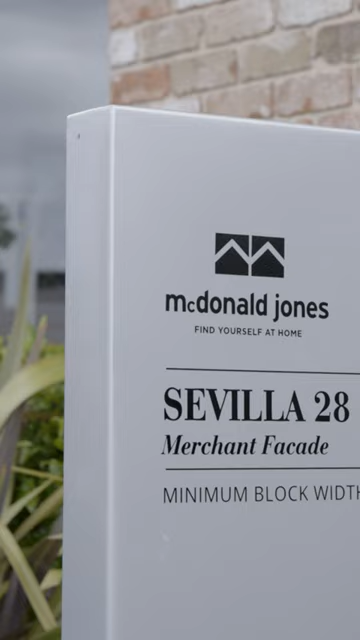 mcdonald jones
FIND YOURSELF AT HOME
SEVILLA 28
Merchant Facade
MINIMUM BLOCK WIDTH